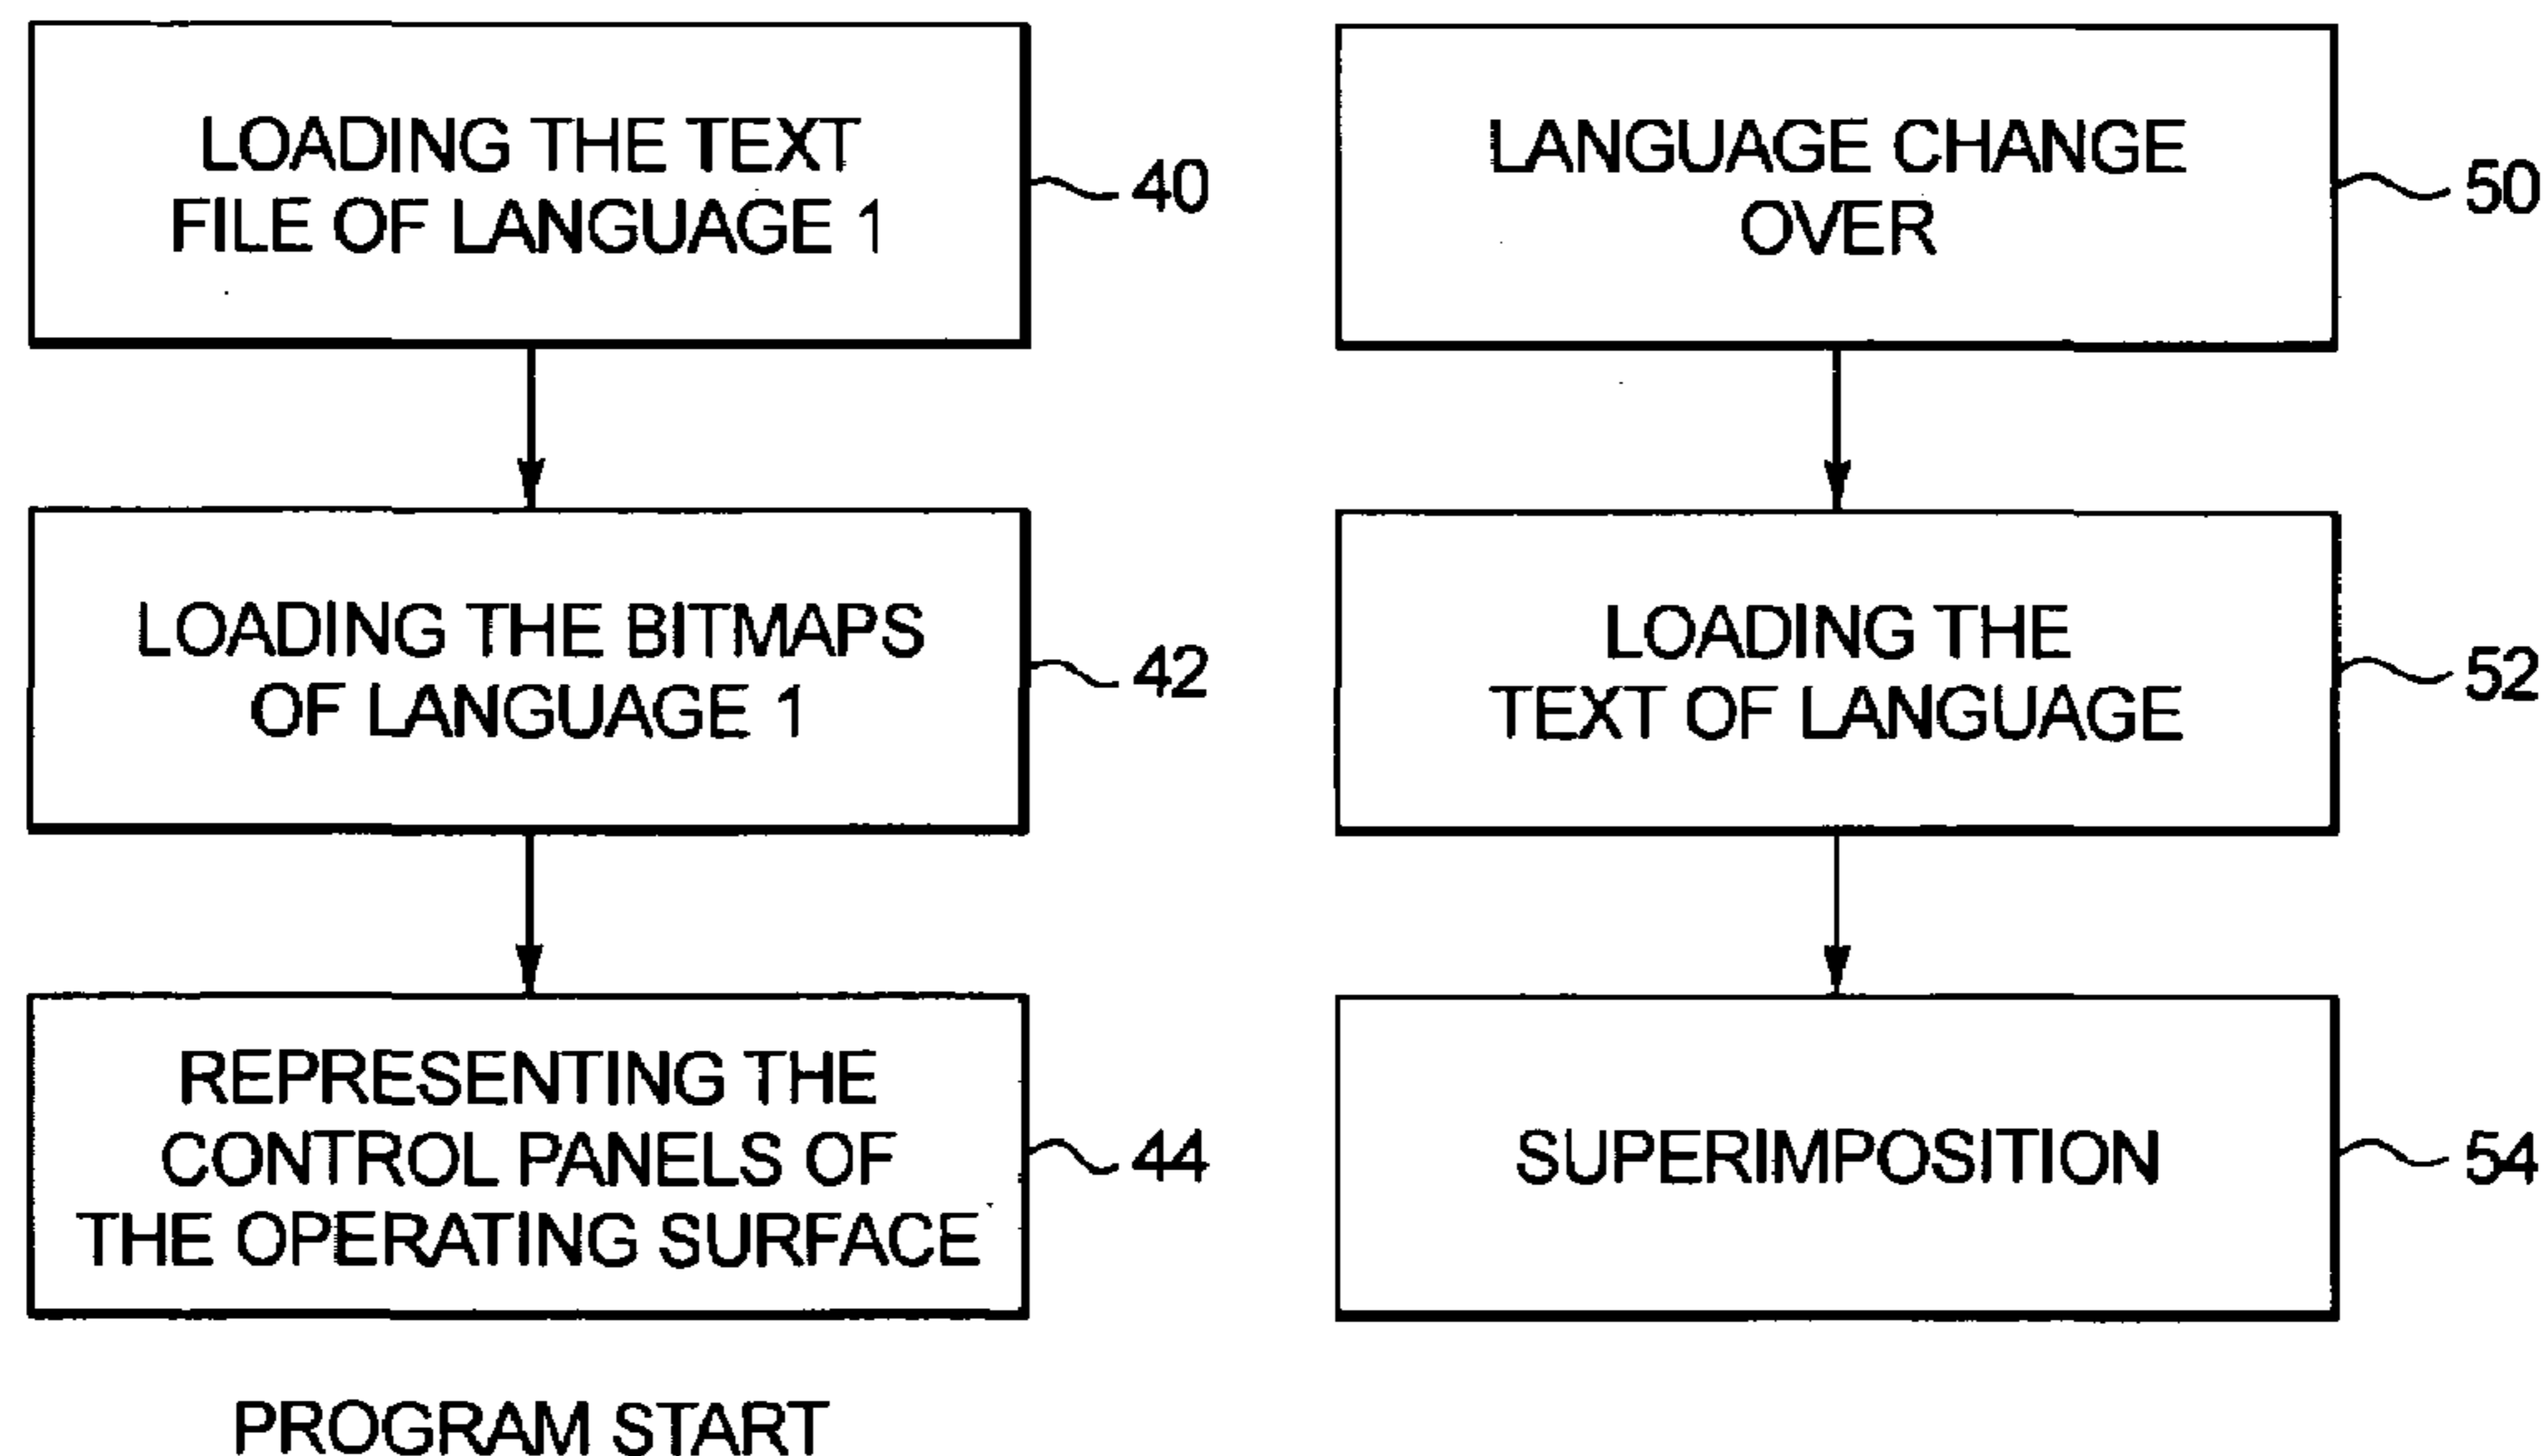 LOADING THE TEXT
FILE OF LANGUAGE 1
40
LOADING THE BITMAPS
OF LANGUAGE 1
42
REPRESENTING THE
CONTROL PANELS OF
THE OPERATING SURFACE
44
PROGRAM START
LANGUAGE CHANGE
OVER
50
LOADING THE
TEXT OF LANGUAGE
52
SUPERIMPOSITION
54